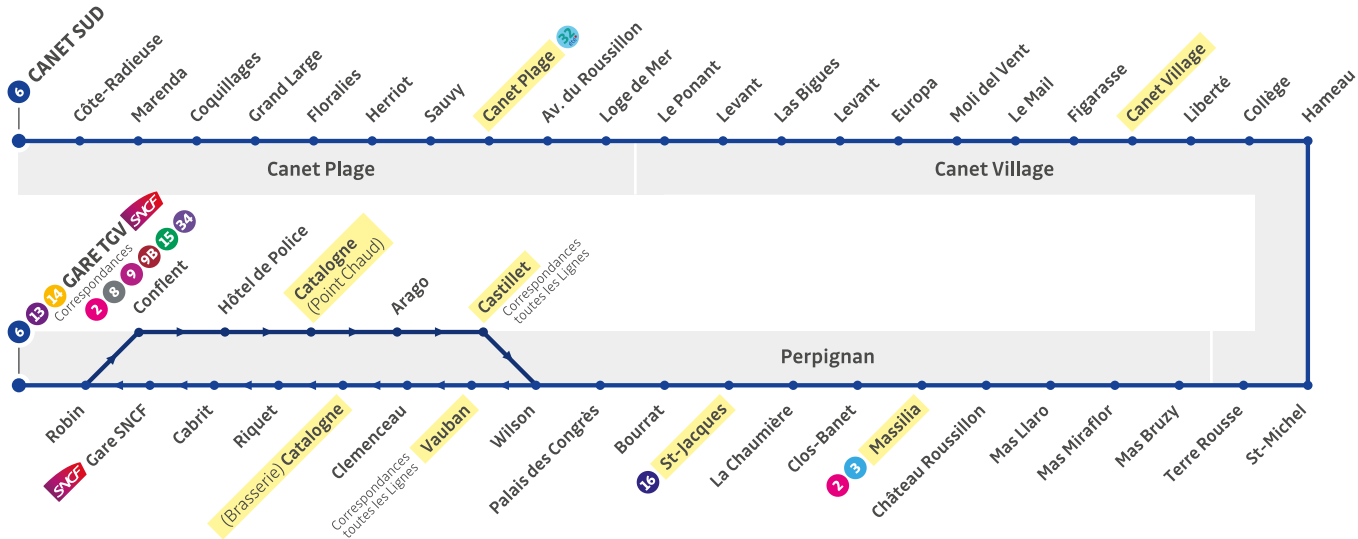 6 CANET SUD
Côte-Radieuse
Marenda
Coquillages
Grand Large
Floralies
Herriot
Sauvy
Canet Plage 32
Av. du Roussillon
Loge de Mer
Le Ponant
Levant
Las Bigues
Levant
Europa
Moli del Vent
Le Mail
Figarasse
Canet Village
Liberté
Collège
Hameau
Canet Plage
Canet Village
6 13 14 GARE TGV SNCF
Correspondances
2 8 9 9B 15 34
Conflent
Hôtel de Police
Catalogne
(Point Chaud)
Arago
Castillet
Correspondances
toutes les Lignes
Perpignan
Robin
SNCF Gare SNCF
Cabrit
Riquet
(Brasserie) Catalogne
Clemenceau
Vauban
Correspondances
toutes les Lignes
Wilson
Palais des Congrès
Bourrat
16 St-Jacques
La Chaumière
Clos-Banet
2 3 Massilia
Château Roussillon
Mas Llaro
Mas Miraflor
Mas Bruzy
Terre Rousse
St-Michel